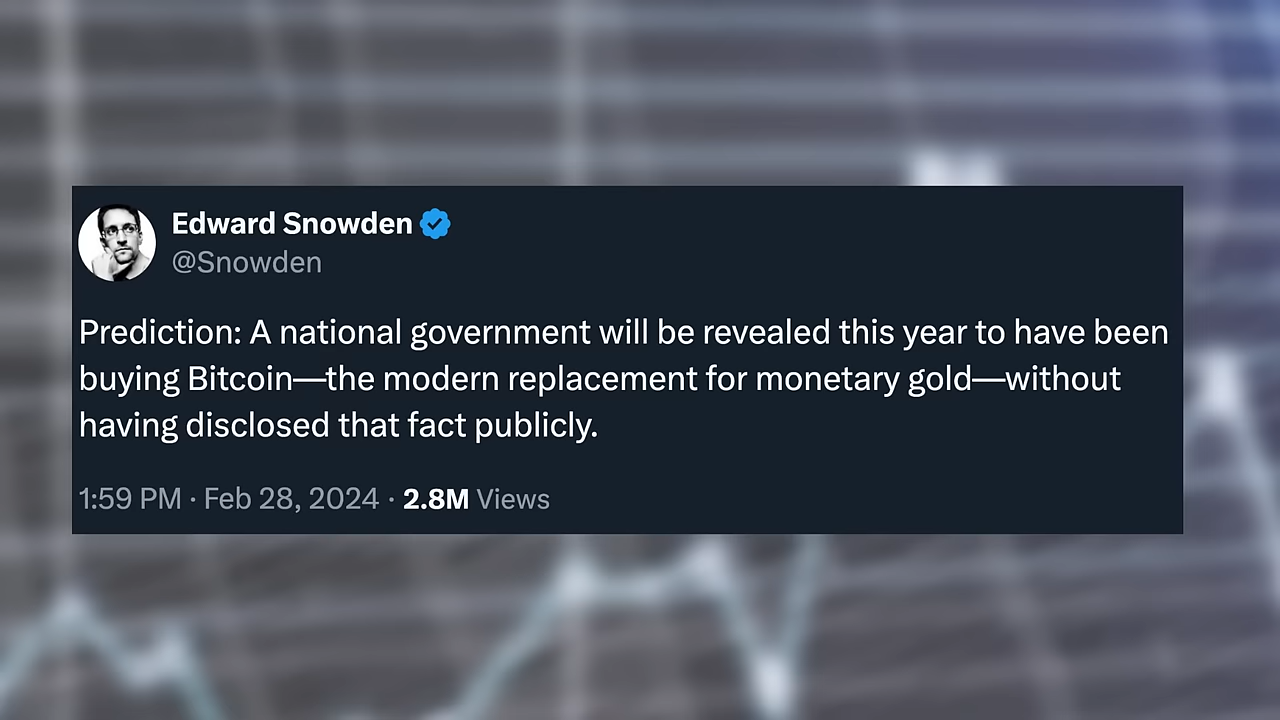 Edward Snowden
@Snowden
Prediction: A national government will be revealed this year to have been
buying Bitcoin—the modern replacement for monetary gold—without
having disclosed that fact publicly.
1:59 PM · Feb 28, 2024 · 2.8M Views